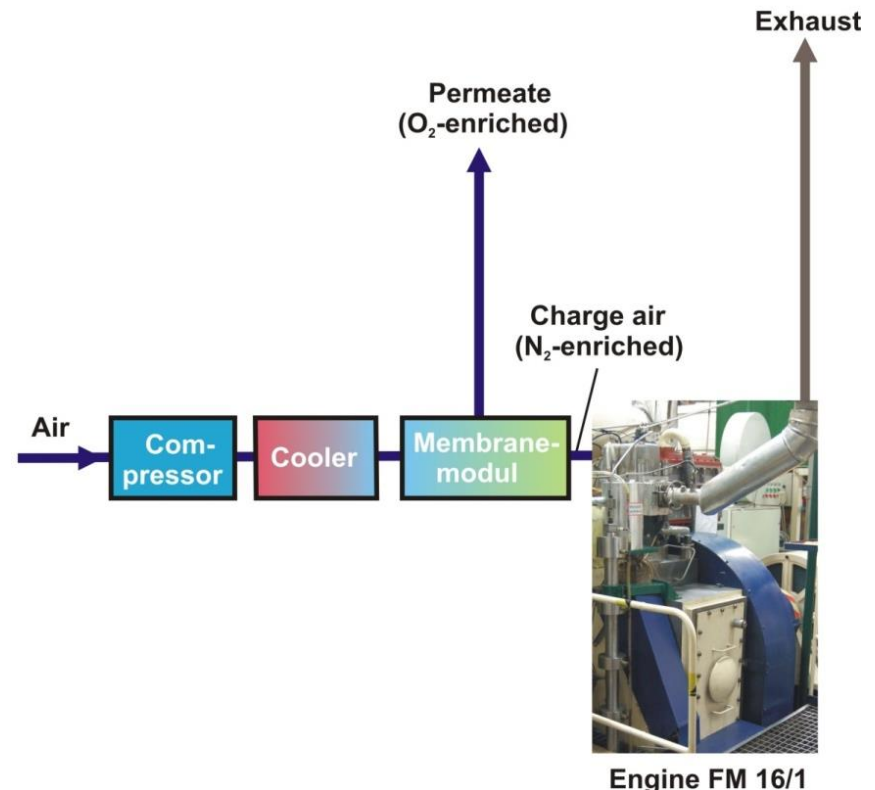 Exhaust
Permeate
(O₂-enriched)
Charge air
(N₂-enriched)
Air
Com-
pressor
Cooler
Membrane-
modul
Engine FM 16/1